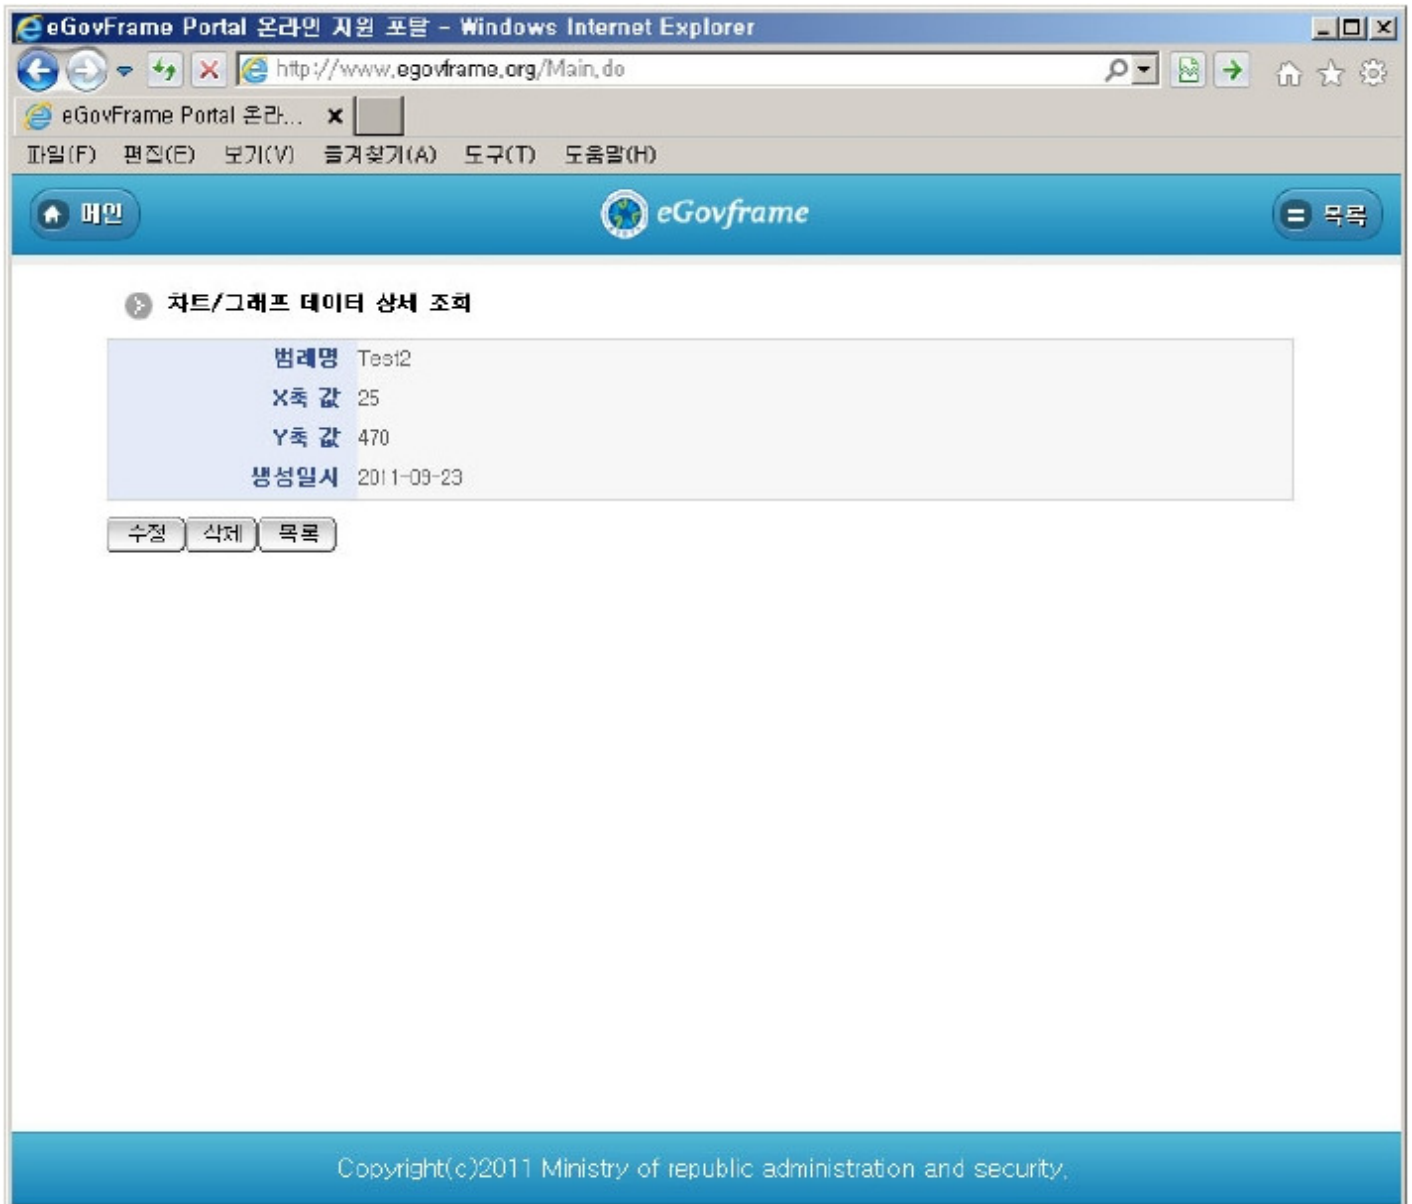 eGovFrame Portal 온라인 지원 포탈 - Windows Internet Explorer
http://www.egovframe.org/Main.do
eGovFrame Portal 온라...
파일(F) 편집(E) 보기(V) 즐겨찾기(A) 도구(T) 도움말(H)
메인 eGovframe 목록
차트/그래프 데이터 상세 조회
범례명 Test2
X축 값 25
Y축 값 470
생성일시 2011-09-23
수정 삭제 목록
Copyright(c)2011 Ministry of republic administration and security.